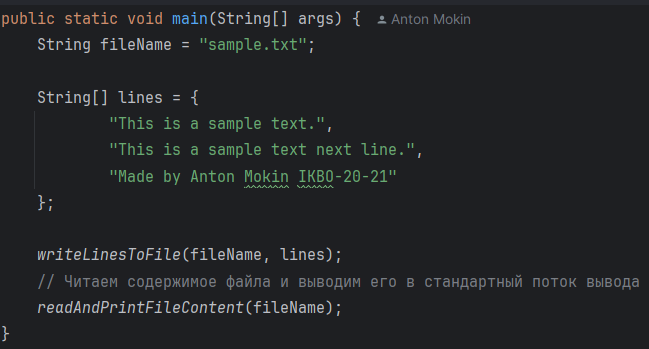 public static void main(String[] args) { Anton Mokin
String fileName = "sample.txt";
String[] lines = {
"This is a sample text.",
"This is a sample text next line.",
"Made by Anton Mokin IKBO-20-21"
};
writeLinesToFile(fileName, lines);
// Читаем содержимое файла и выводим его в стандартный поток вывода
readAndPrintFileContent(fileName);
}